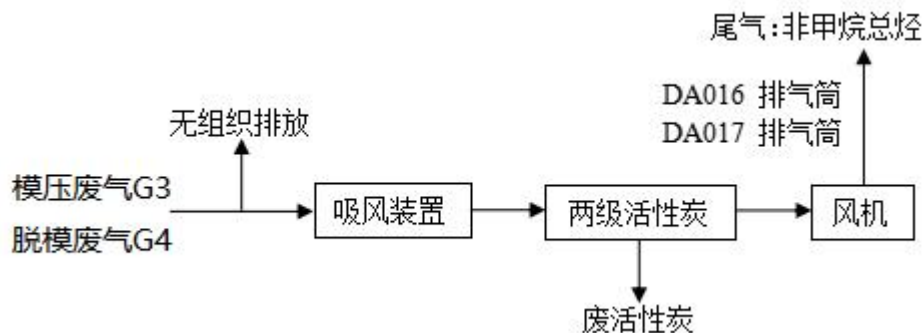 尾气:非甲烷总烃
DA016 排气筒
DA017 排气筒
无组织排放
模压废气G3
脱模废气G4
吸风装置
两级活性炭
风机
废活性炭